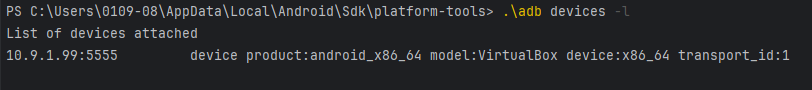 PS C:\Users\0109-08\AppData\Local\Android\Sdk\platform-tools> .\adb devices -l
List of devices attached
10.9.1.99:5555         device product:android_x86_64 model:VirtualBox device:x86_64 transport_id:1